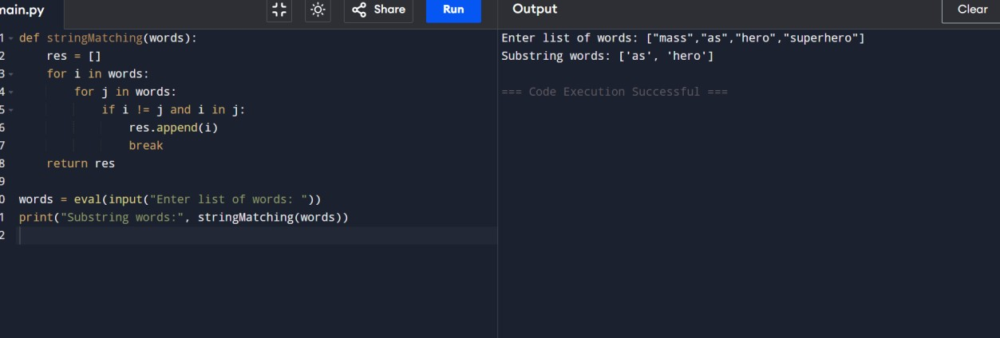 main.py
Share
Run
Output
Clear
1 def stringMatching(words):
2     res = []
3     for i in words:
4         for j in words:
5             if i != j and i in j:
6                 res.append(i)
7                 break
8     return res
9
0 words = eval(input("Enter list of words: "))
1 print("Substring words:", stringMatching(words))
2
Enter list of words: ["mass","as","hero","superhero"]
Substring words: ['as', 'hero']
=== Code Execution Successful ===